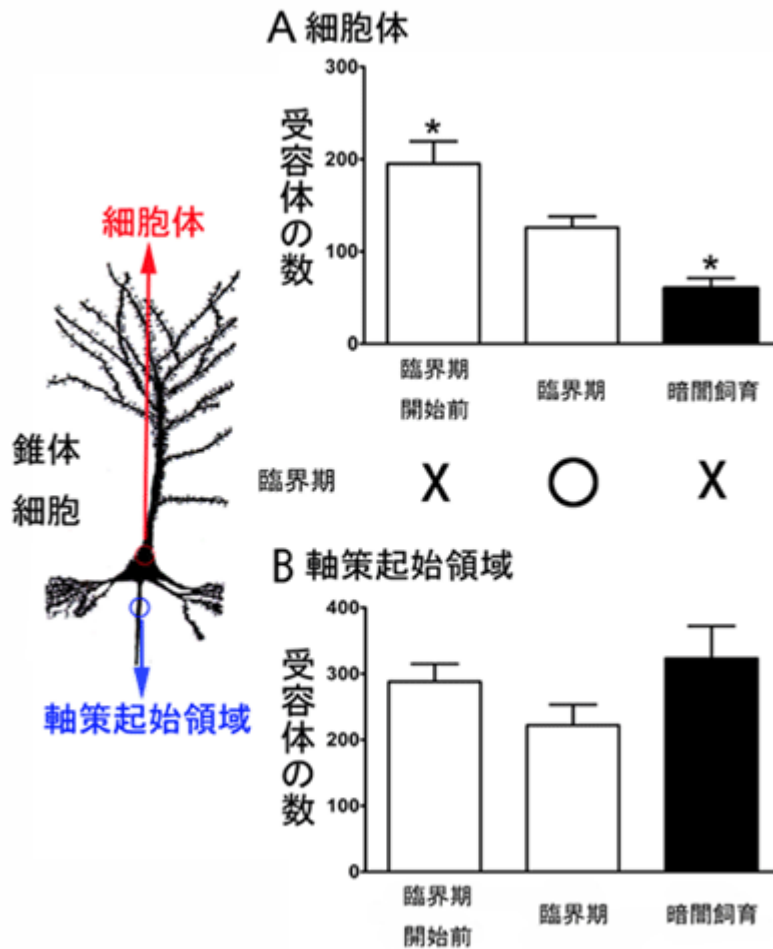 A 細胞体
受容体の数
300
200
100
0
*
*
臨界期
開始前
臨界期
暗闇飼育
細胞体
錐体
細胞
軸策起始領域
臨界期
X
○
X
B 軸策起始領域
受容体の数
400
300
200
100
0
臨界期
開始前
臨界期
暗闇飼育